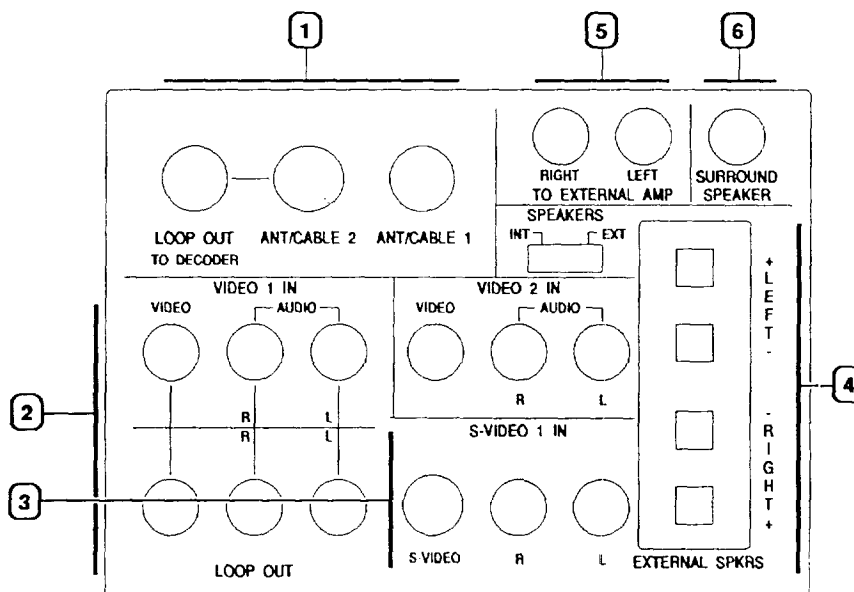 1
5
6
RIGHT LEFT
TO EXTERNAL AMP
SURROUND
SPEAKER
LOOP OUT
TO DECODER
ANT/CABLE 2
ANT/CABLE 1
SPEAKERS
INT EXT
VIDEO 1 IN
VIDEO AUDIO
R L
R L
LOOP OUT
VIDEO 2 IN
VIDEO AUDIO
R L
S-VIDEO 1 IN
S-VIDEO R L
+ LEFT -
- RIGHT +
EXTERNAL SPKRS
2
3
4